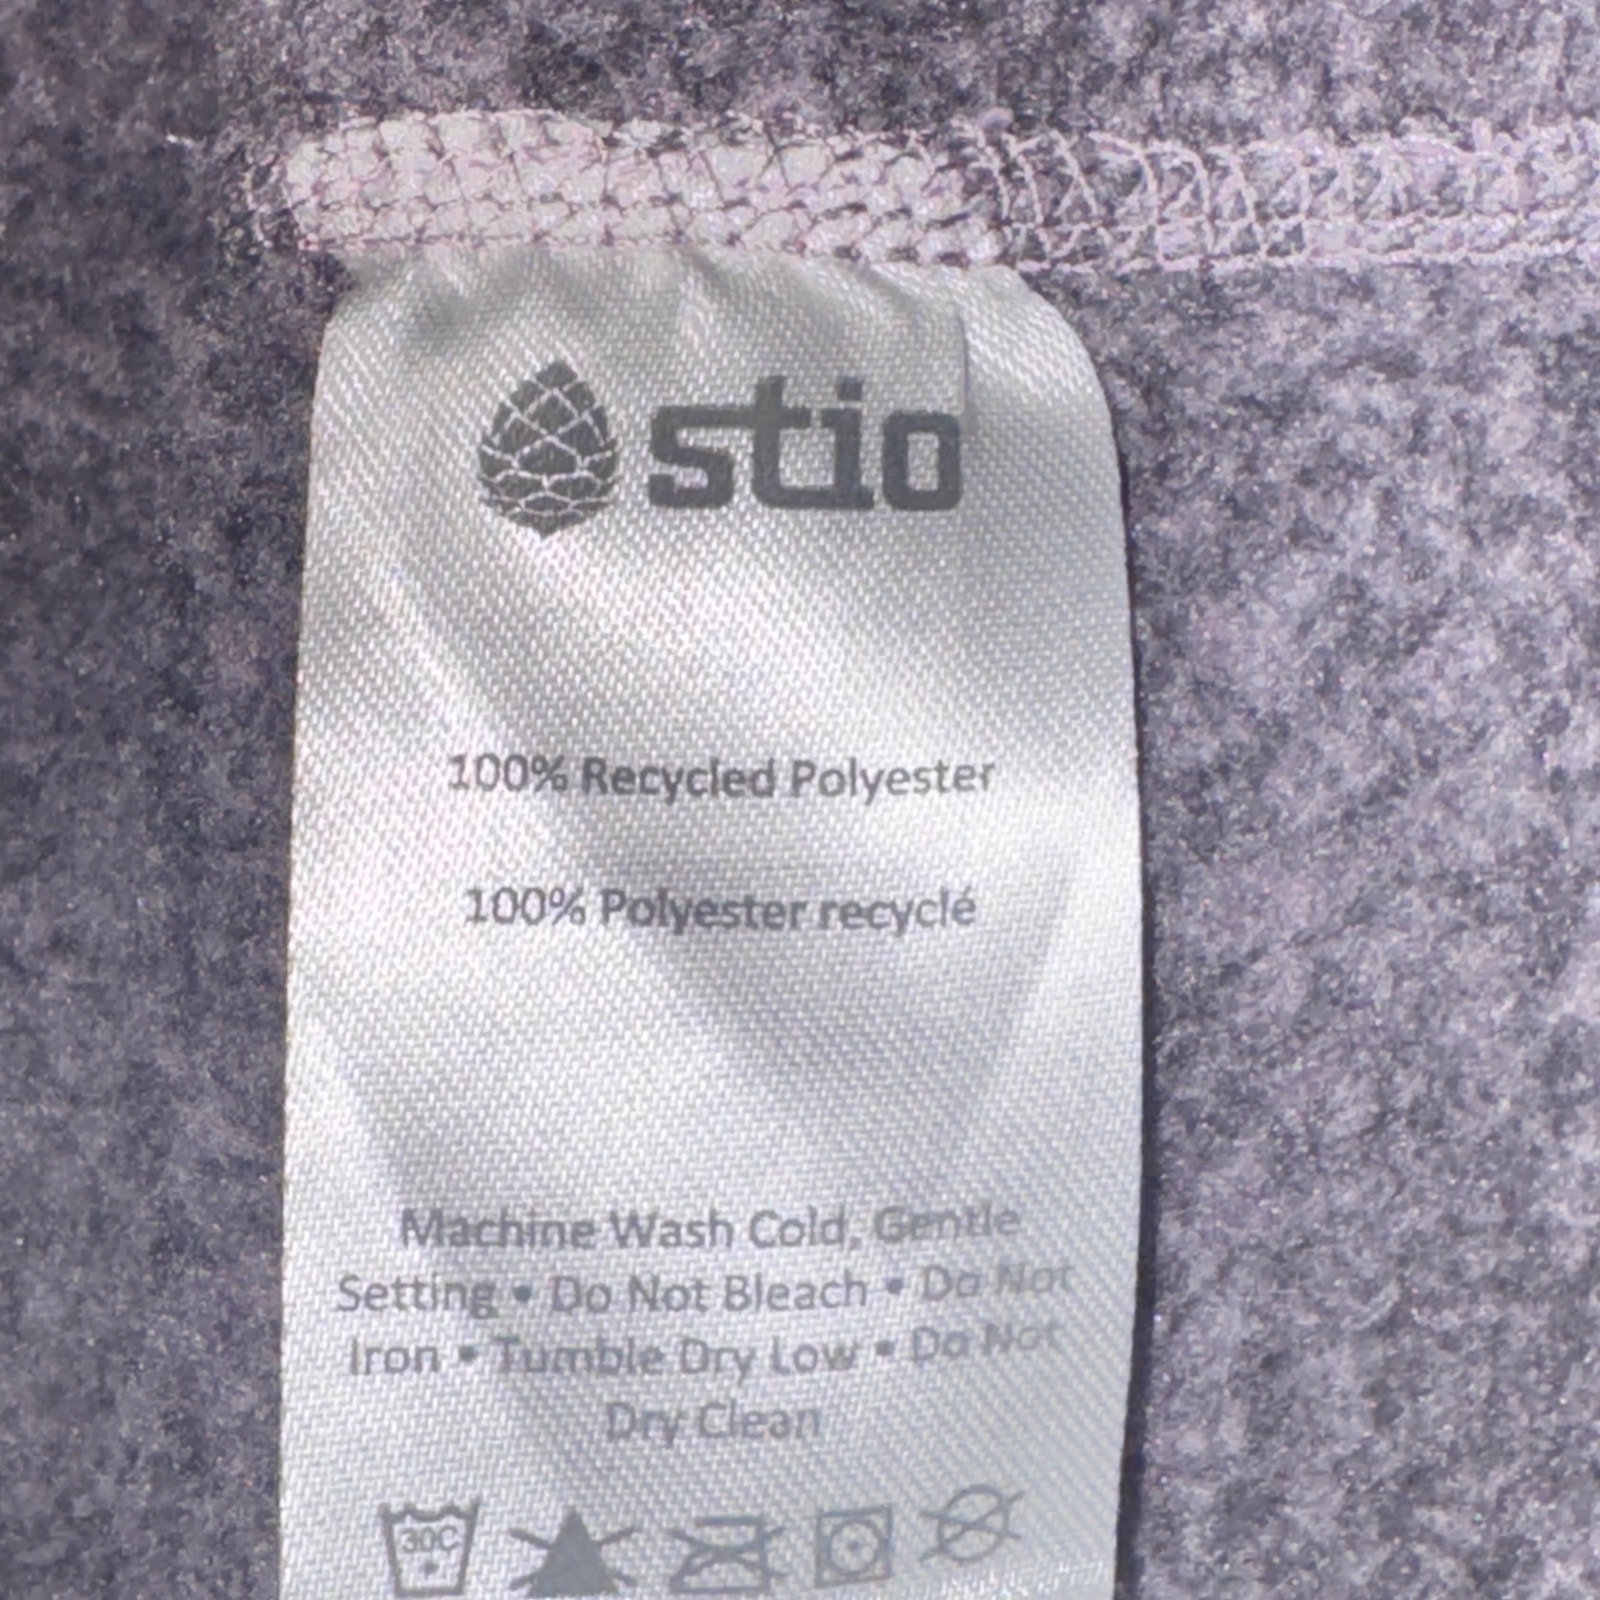 stio
100% Recycled Polyester
100% Polyester recyclé
Machine Wash Cold, Gentle
Setting • Do Not Bleach • Do Not
Iron • Tumble Dry Low • Do Not
Dry Clean
30C